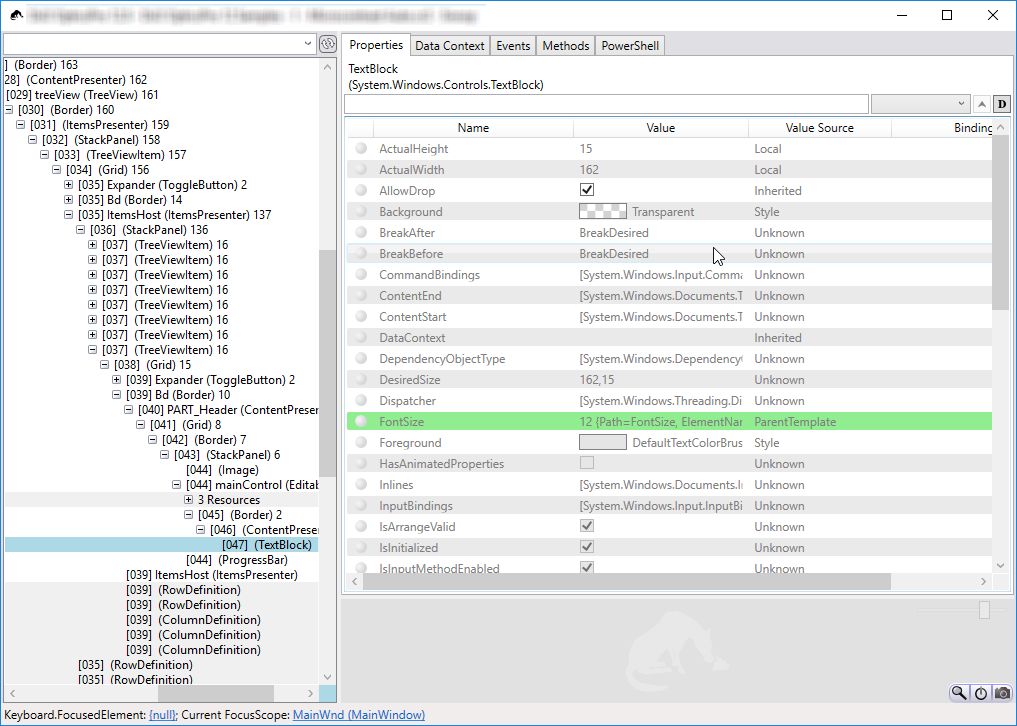 ] (Border) 163
28] (ContentPresenter) 162
[029] treeView (TreeView) 161
[030] (Border) 160
[031] (ItemsPresenter) 159
[032] (StackPanel) 158
[033] (TreeViewItem) 157
[034] (Grid) 156
[035] Expander (ToggleButton) 2
[035] Bd (Border) 14
[035] ItemsHost (ItemsPresenter) 137
[036] (StackPanel) 136
[037] (TreeViewItem) 16
[037] (TreeViewItem) 16
[037] (TreeViewItem) 16
[037] (TreeViewItem) 16
[037] (TreeViewItem) 16
[037] (TreeViewItem) 16
[037] (TreeViewItem) 16
[037] (TreeViewItem) 16
[038] (Grid) 15
[039] Expander (ToggleButton) 2
[039] Bd (Border) 10
[040] PART_Header (ContentPresen
[041] (Grid) 8
[042] (Border) 7
[043] (StackPanel) 6
[044] (Image)
[044] mainControl (Editab
3 Resources
[045] (Border) 2
[046] (ContentPrese
[047] (TextBlock)
[044] (ProgressBar)
[039] ItemsHost (ItemsPresenter)
[039] (RowDefinition)
[039] (RowDefinition)
[039] (ColumnDefinition)
[039] (ColumnDefinition)
[039] (ColumnDefinition)
[035] (RowDefinition)
[035] (RowDefinition)
Properties Data Context Events Methods PowerShell
TextBlock
(System.Windows.Controls.TextBlock)
D
Name Value Value Source Binding
ActualHeight 15 Local
ActualWidth 162 Local
AllowDrop Inherited
Background Transparent Style
BreakAfter BreakDesired Unknown
BreakBefore BreakDesired Unknown
CommandBindings [System.Windows.Input.Comma Unknown
ContentEnd [System.Windows.Documents.T Unknown
ContentStart [System.Windows.Documents.T Unknown
DataContext Inherited
DependencyObjectType [System.Windows.Dependency Unknown
DesiredSize 162,15 Unknown
Dispatcher [System.Windows.Threading.Di Unknown
FontSize 12 {Path=FontSize, ElementNar ParentTemplate
Foreground DefaultTextColorBrus Style
HasAnimatedProperties Unknown
Inlines [System.Windows.Documents.I Unknown
InputBindings [System.Windows.Input.InputBi Unknown
IsArrangeValid Unknown
IsInitialized Unknown
IsInputMethodEnabled Unknown
Keyboard.FocusedElement: {null}; Current FocusScope: MainWnd (MainWindow)